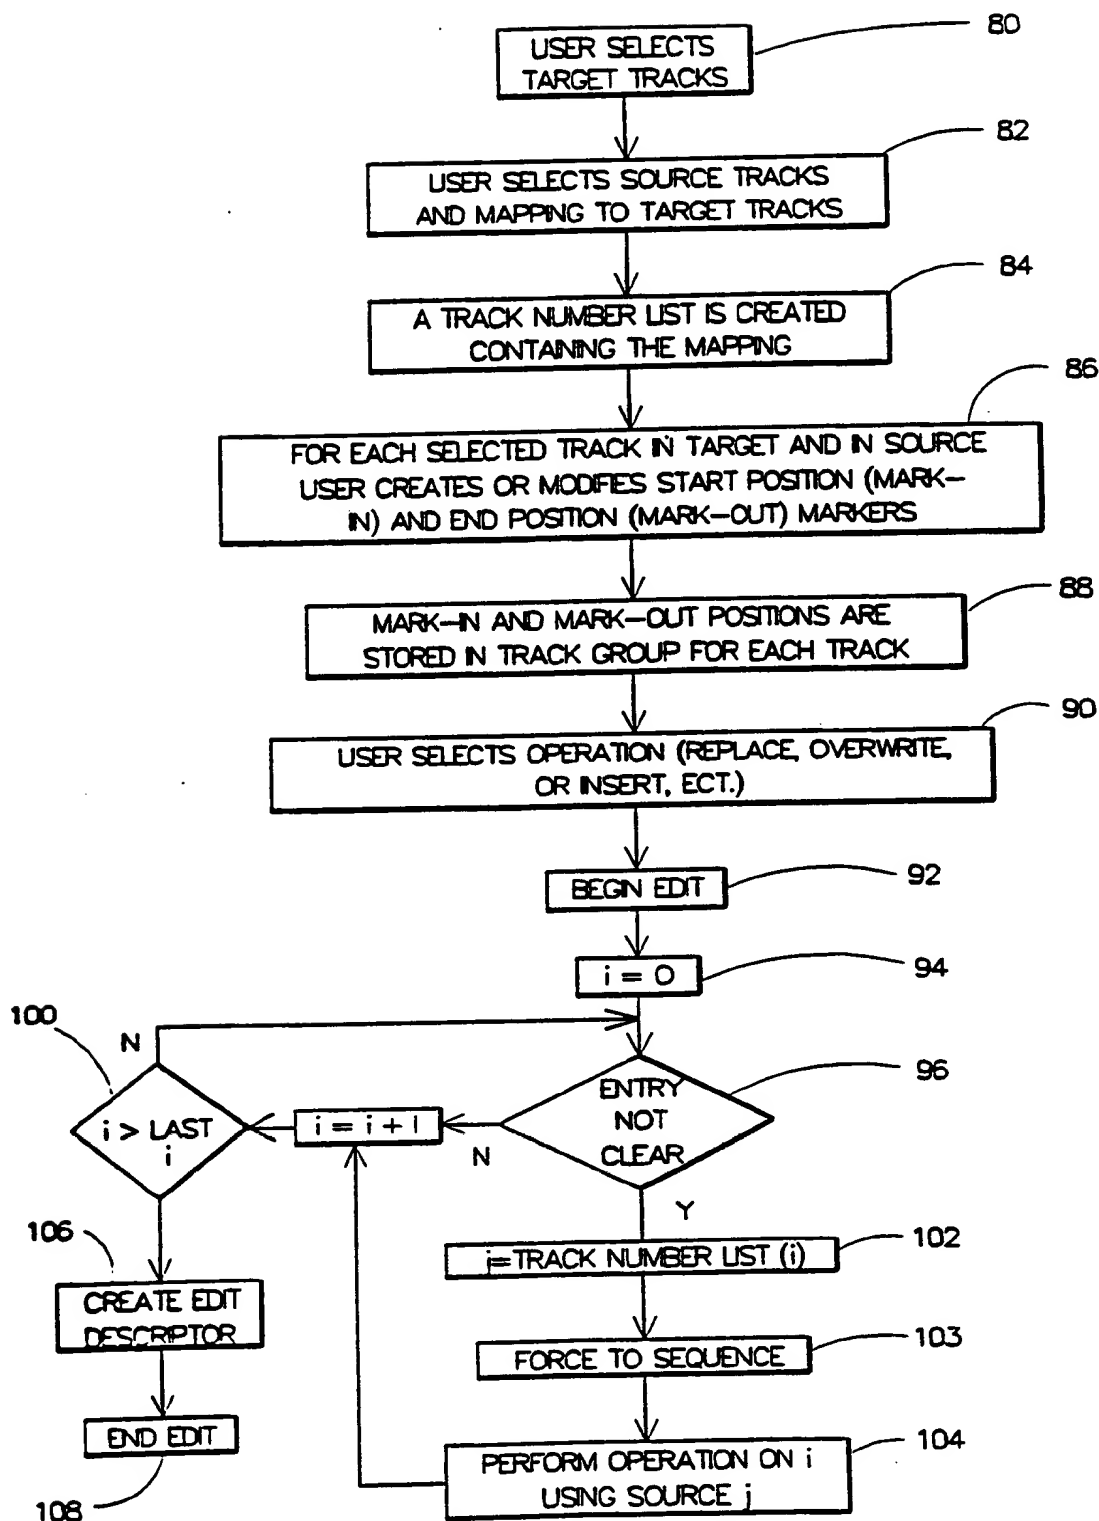 80
USER SELECTS
TARGET TRACKS
82
USER SELECTS SOURCE TRACKS
AND MAPPING TO TARGET TRACKS
84
A TRACK NUMBER LIST IS CREATED
CONTAINING THE MAPPING
86
FOR EACH SELECTED TRACK IN TARGET AND IN SOURCE
USER CREATES OR MODIFIES START POSITION (MARK-
IN) AND END POSITION (MARK-OUT) MARKERS
88
MARK-IN AND MARK-OUT POSITIONS ARE
STORED IN TRACK GROUP FOR EACH TRACK
90
USER SELECTS OPERATION (REPLACE, OVERWRITE,
OR INSERT, ECT.)
BEGIN EDIT
92
i = 0
94
100
N
96
ENTRY
NOT
CLEAR
i = i + 1
i > LAST
i
N
Y
106
j=TRACK NUMBER LIST (i)
102
CREATE EDIT
DESCRIPTOR
FORCE TO SEQUENCE
103
END EDIT
PERFORM OPERATION ON i
USING SOURCE j
104
108